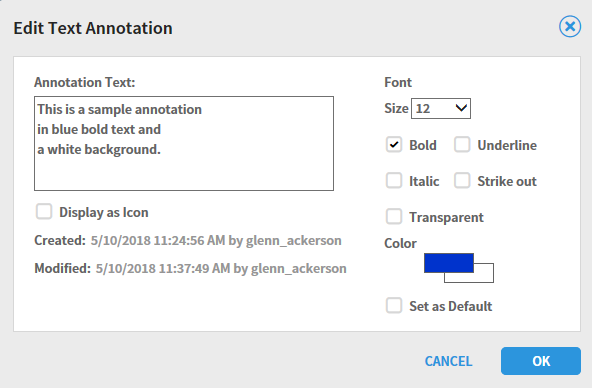 Edit Text Annotation
Annotation Text:
This is a sample annotation
in blue bold text and
a white background.
Display as Icon
Created: 5/10/2018 11:24:56 AM by glenn_ackerson
Modified: 5/10/2018 11:37:49 AM by glenn_ackerson
Font
Size 12
Bold Underline
Italic Strike out
Transparent
Color
Set as Default
CANCEL OK